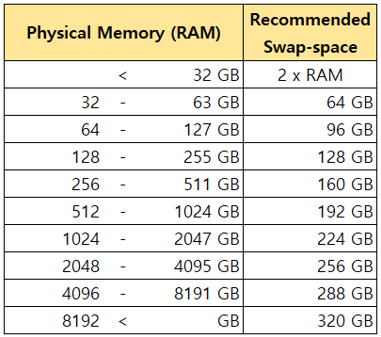 Physical Memory (RAM) Recommended Swap-space
< 32 GB 2 x RAM
32 - 63 GB 64 GB
64 - 127 GB 96 GB
128 - 255 GB 128 GB
256 - 511 GB 160 GB
512 - 1024 GB 192 GB
1024 - 2047 GB 224 GB
2048 - 4095 GB 256 GB
4096 - 8191 GB 288 GB
8192 < GB 320 GB